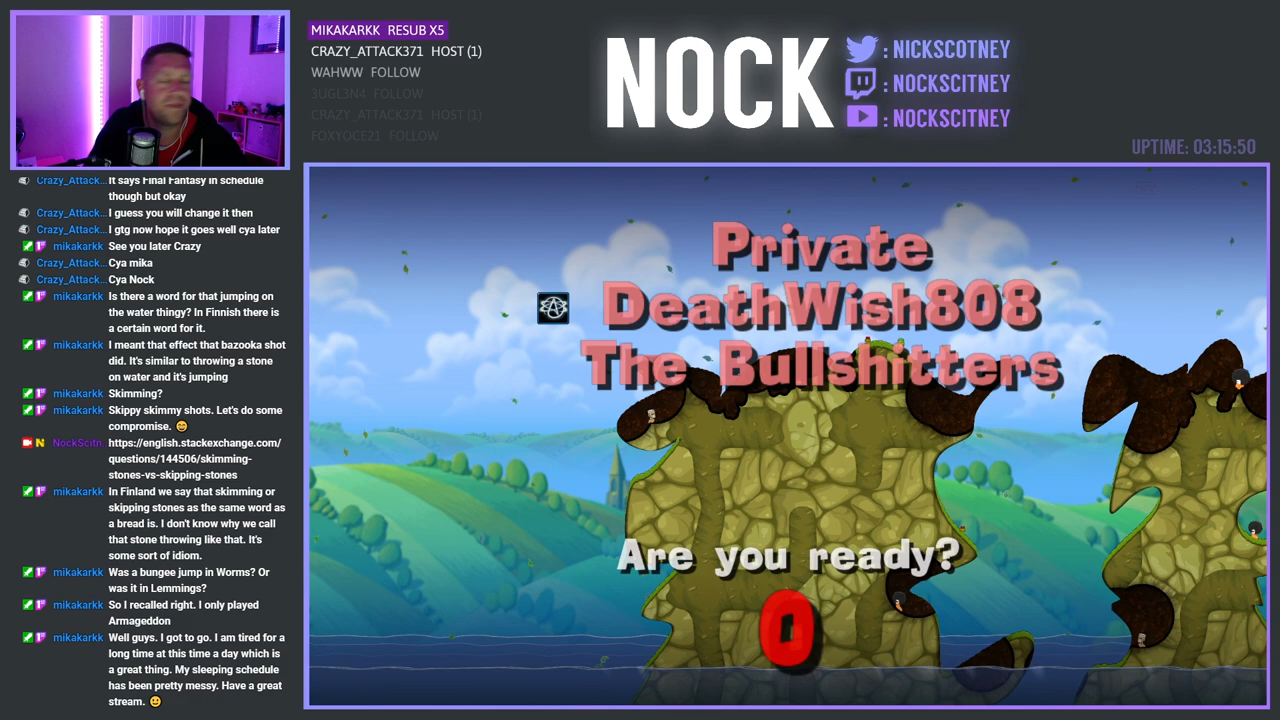 MIKAKARKK RESUB X5
CRAZY_ATTACK371 HOST (1)
WAHWW FOLLOW
3UGL3N4 FOLLOW
CRAZY_ATTACK371 HOST (1)
FOXYOCE21 FOLLOW
NOCK
: NICKSCOTNEY
: NOCKSCITNEY
: NOCKSCITNEY
UPTIME: 03:15:50
Crazy_Attack... It says Final Fantasy in schedule
though but okay
Crazy_Attack... I guess you will change it then
Crazy_Attack... I gtg now hope it goes well cya later
mikakarkk See you later Crazy
Crazy_Attack... Cya mika
Crazy_Attack... Cya Nock
mikakarkk Is there a word for that jumping on
the water thingy? In Finnish there is
a certain word for it.
mikakarkk I meant that effect that bazooka shot
did. It's similar to throwing a stone
on water and it's jumping
mikakarkk Skimming?
mikakarkk Skippy skimmy shots. Let's do some
compromise. 😄
N NockScitn... https://english.stackexchange.com/
questions/144506/skimming-
stones-vs-skipping-stones
mikakarkk In Finland we say that skimming or
skipping stones as the same word as
a bread is. I don't know why we call
that stone throwing like that. It's
some sort of idiom.
mikakarkk Was a bungee jump in Worms? Or
was it in Lemmings?
mikakarkk So I recalled right. I only played
Armageddon
mikakarkk Well guys. I got to go. I am tired for a
long time at this time a day which is
a great thing. My sleeping schedule
has been pretty messy. Have a great
stream. 🙂
Private
DeathWish808
The Bullshitters
Are you ready?
0